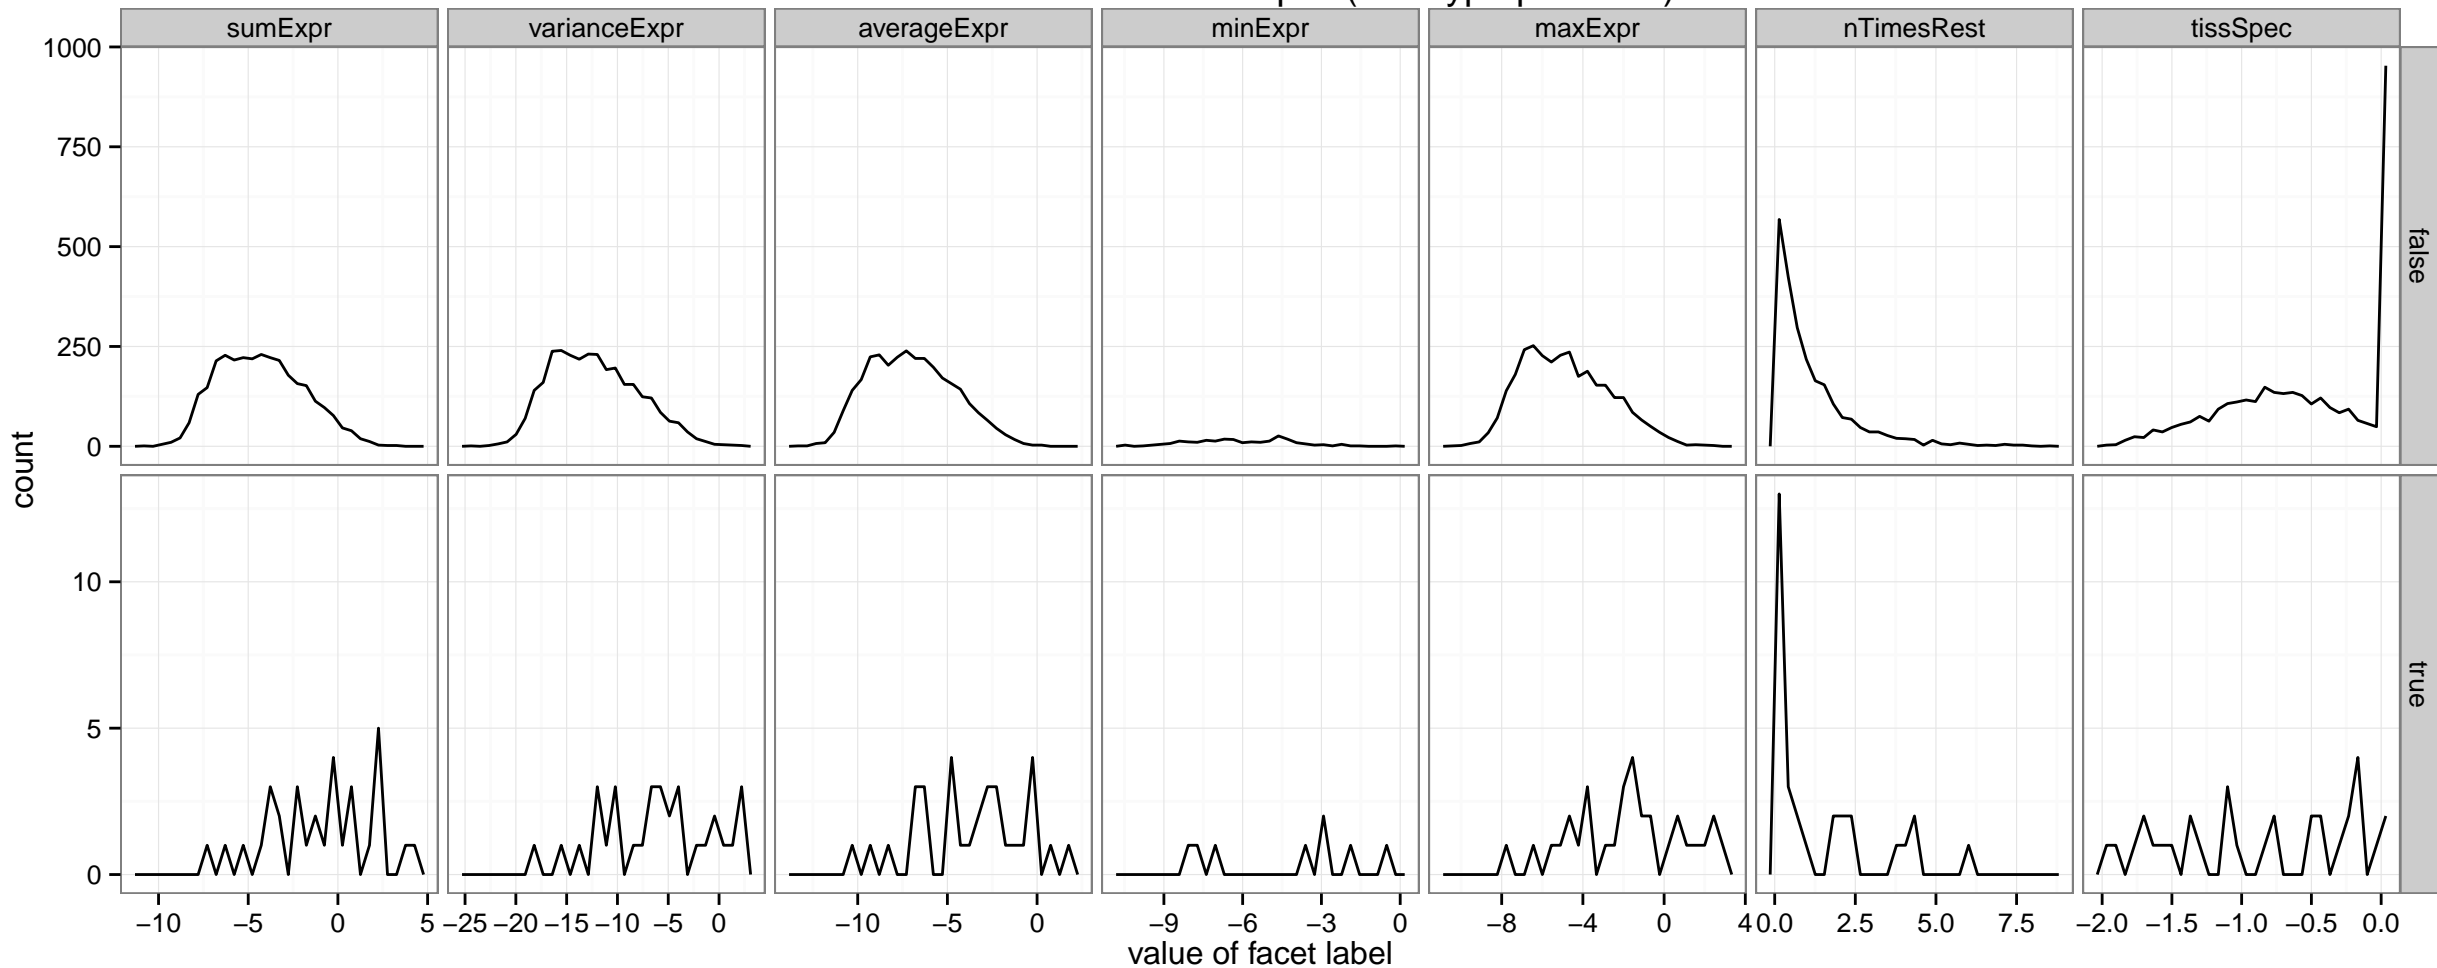 sumExpr varianceExpr averageExpr minExpr maxExpr nTimesRest tissSpec
1000
750
500
250
0
false
count
10
5
0
true
−10 −5 0 5 −25 −20 −15 −10 −5 0 −10 −5 0 −9 −6 −3 0 −8 −4 0 4 0.0 2.5 5.0 7.5 −2.0 −1.5 −1.0 −0.5 0.0
value of facet label